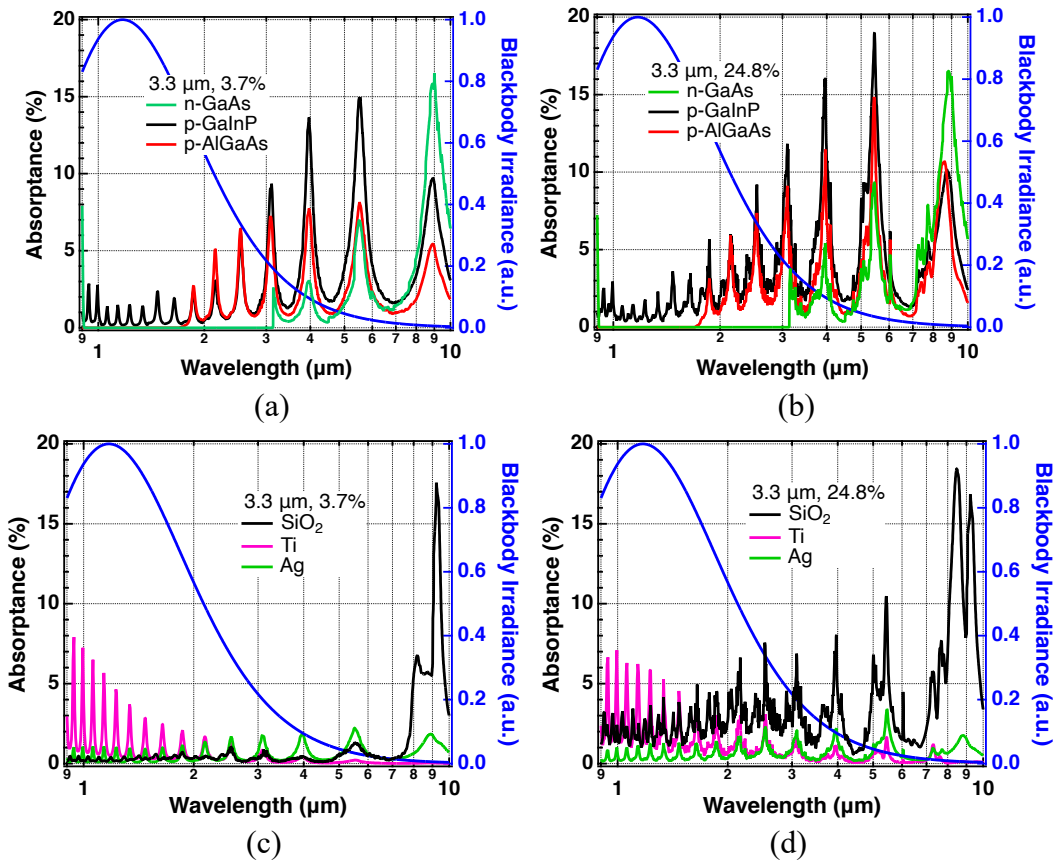 20
15
10
5
0
Absorptance (%)
3.3 µm, 3.7%
n-GaAs
p-GaInP
p-AlGaAs
1.0
0.8
0.6
0.4
0.2
0.0
Blackbody Irradiance (a.u.)
9 1 2 3 4 5 6 7 8 9 10
Wavelength (µm)
(a)
20
15
10
5
0
Absorptance (%)
3.3 µm, 24.8%
n-GaAs
p-GaInP
p-AlGaAs
1.0
0.8
0.6
0.4
0.2
0.0
Blackbody Irradiance (a.u.)
9 1 2 3 4 5 6 7 8 9 10
Wavelength (µm)
(b)
20
15
10
5
0
Absorptance (%)
3.3 µm, 3.7%
SiO₂
Ti
Ag
1.0
0.8
0.6
0.4
0.2
0.0
Blackbody Irradiance (a.u.)
9 1 2 3 4 5 6 7 8 9 10
Wavelength (µm)
(c)
20
15
10
5
0
Absorptance (%)
3.3 µm, 24.8%
SiO₂
Ti
Ag
1.0
0.8
0.6
0.4
0.2
0.0
Blackbody Irradiance (a.u.)
9 1 2 3 4 5 6 7 8 9 10
Wavelength (µm)
(d)